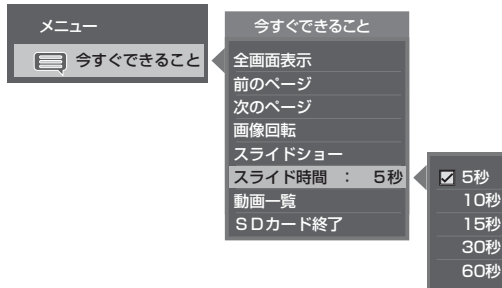 メニュー
今すぐできること
今すぐできること
全画面表示
前のページ
次のページ
画像回転
スライドショー
スライド時間 : 5秒
動画一覧
SDカード終了
5秒
10秒
15秒
30秒
60秒